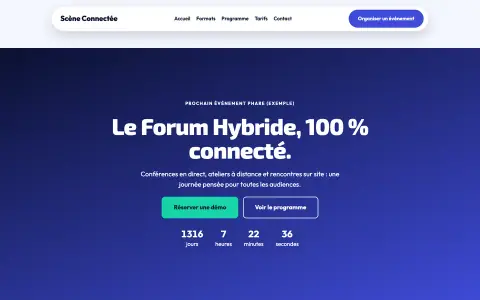 Scène Connectée
Accueil Formats Programme Tarifs Contact
Organiser un événement
PROCHAIN ÉVÉNEMENT PHARE (EXEMPLE)
Le Forum Hybride, 100 %
connecté.
Conférences en direct, ateliers à distance et rencontres sur site : une
journée pensée pour toutes les audiences.
Réserver une démo
Voir le programme
1316 7 22 36
jours heures minutes secondes